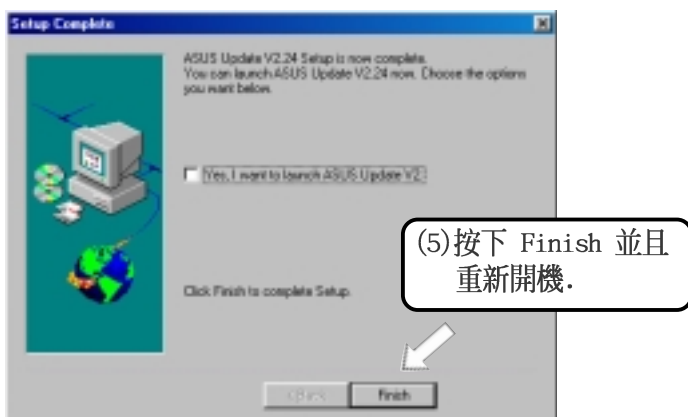 Setup Complete
ASUS Update V2.24 Setup is now complete.
You can launch ASUS Update V2.24 now. Choose the options
you want below.
Yes, I want to launch ASUS Update V2.
(5)按下 Finish 並且
重新開機.
Click Finish to complete Setup.
< Back
Finish